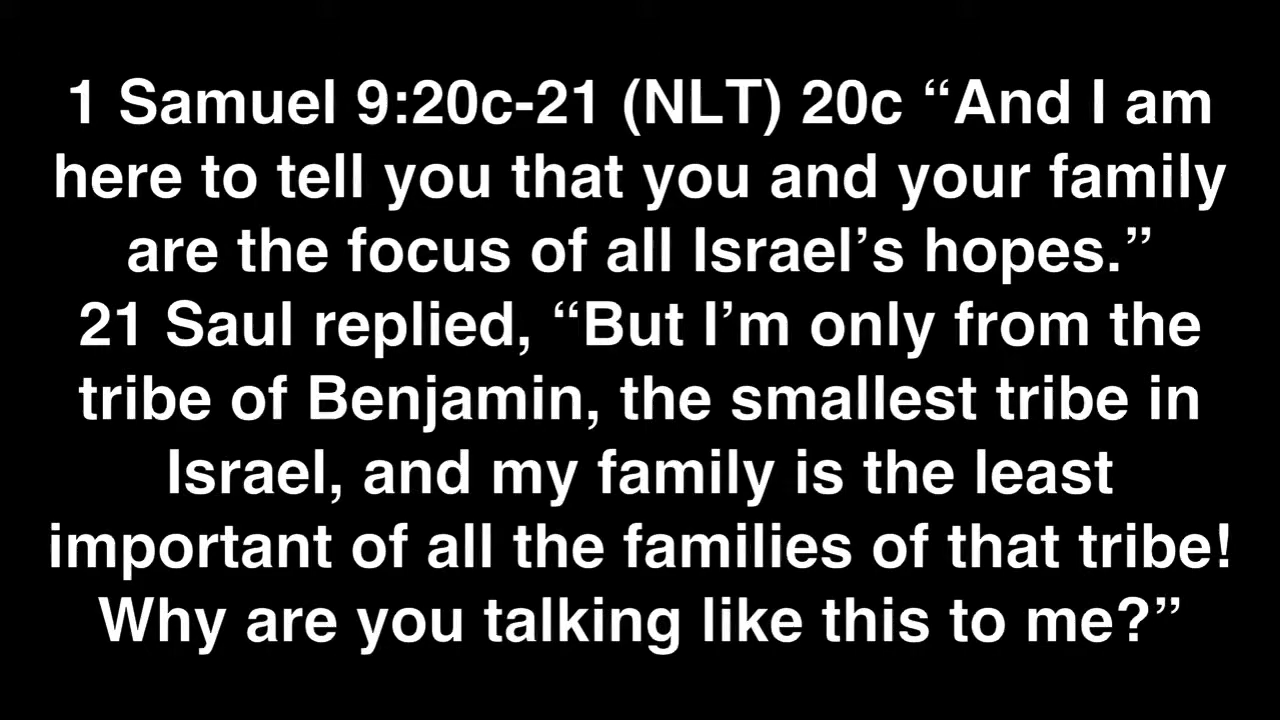 1 Samuel 9:20c-21 (NLT) 20c “And I am
here to tell you that you and your family
are the focus of all Israel’s hopes.”
21 Saul replied, “But I’m only from the
tribe of Benjamin, the smallest tribe in
Israel, and my family is the least
important of all the families of that tribe!
Why are you talking like this to me?”